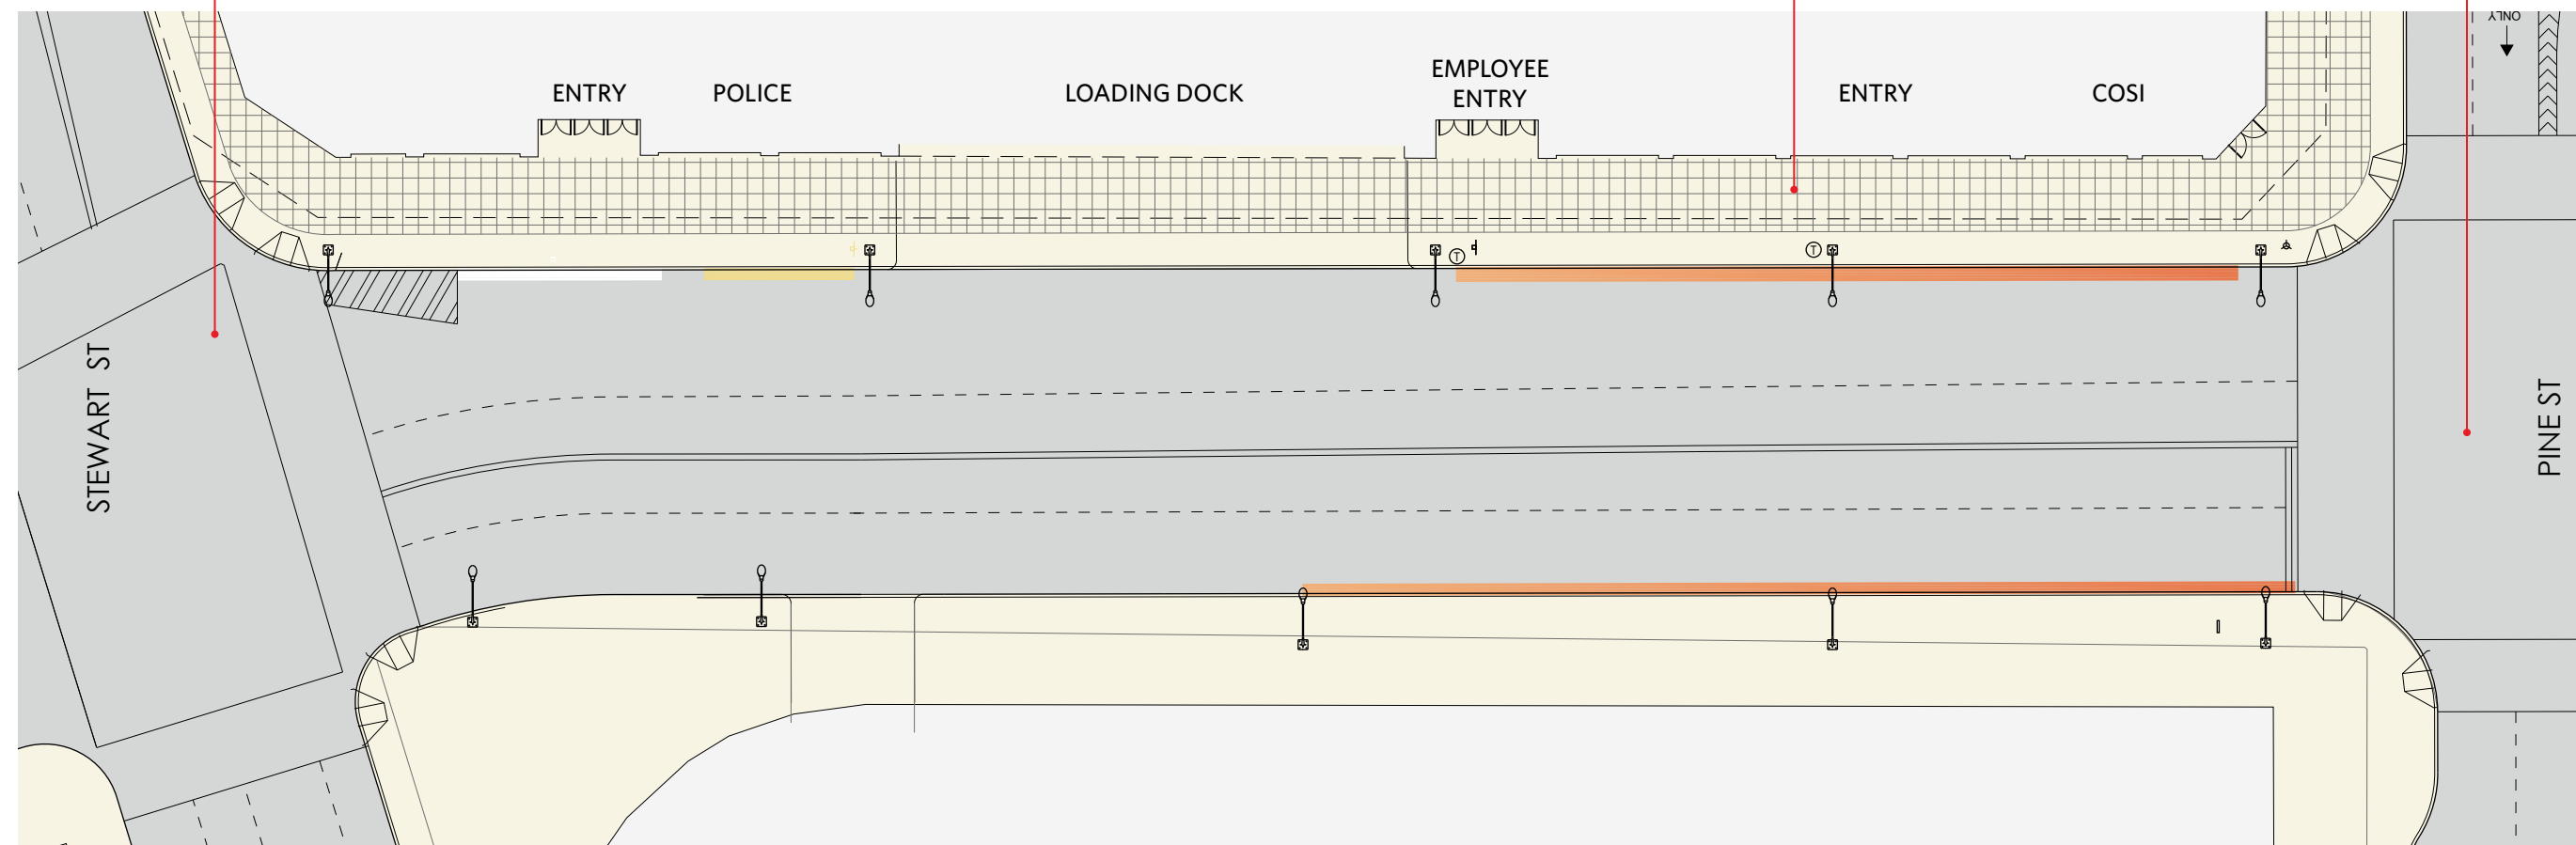 ONLY
EMPLOYEE
ENTRY
POLICE
LOADING DOCK
ENTRY
ENTRY
COSI
T
T
STEWART ST
PINE ST